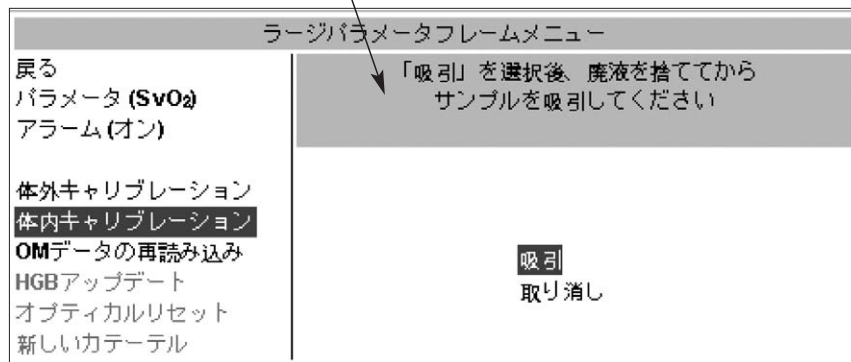 ラージパラメータフレームメニュー
戻る
パラメータ (SvO2)
アラーム (オン)
体外キャリブレーション
体内キャリブレーション
OMデータの再読み込み
HGBアップデート
オプティカルリセット
新しいカテーテル
「吸引」を選択後、廃液を捨ててから
サンプルを吸引してください
吸引
取り消し